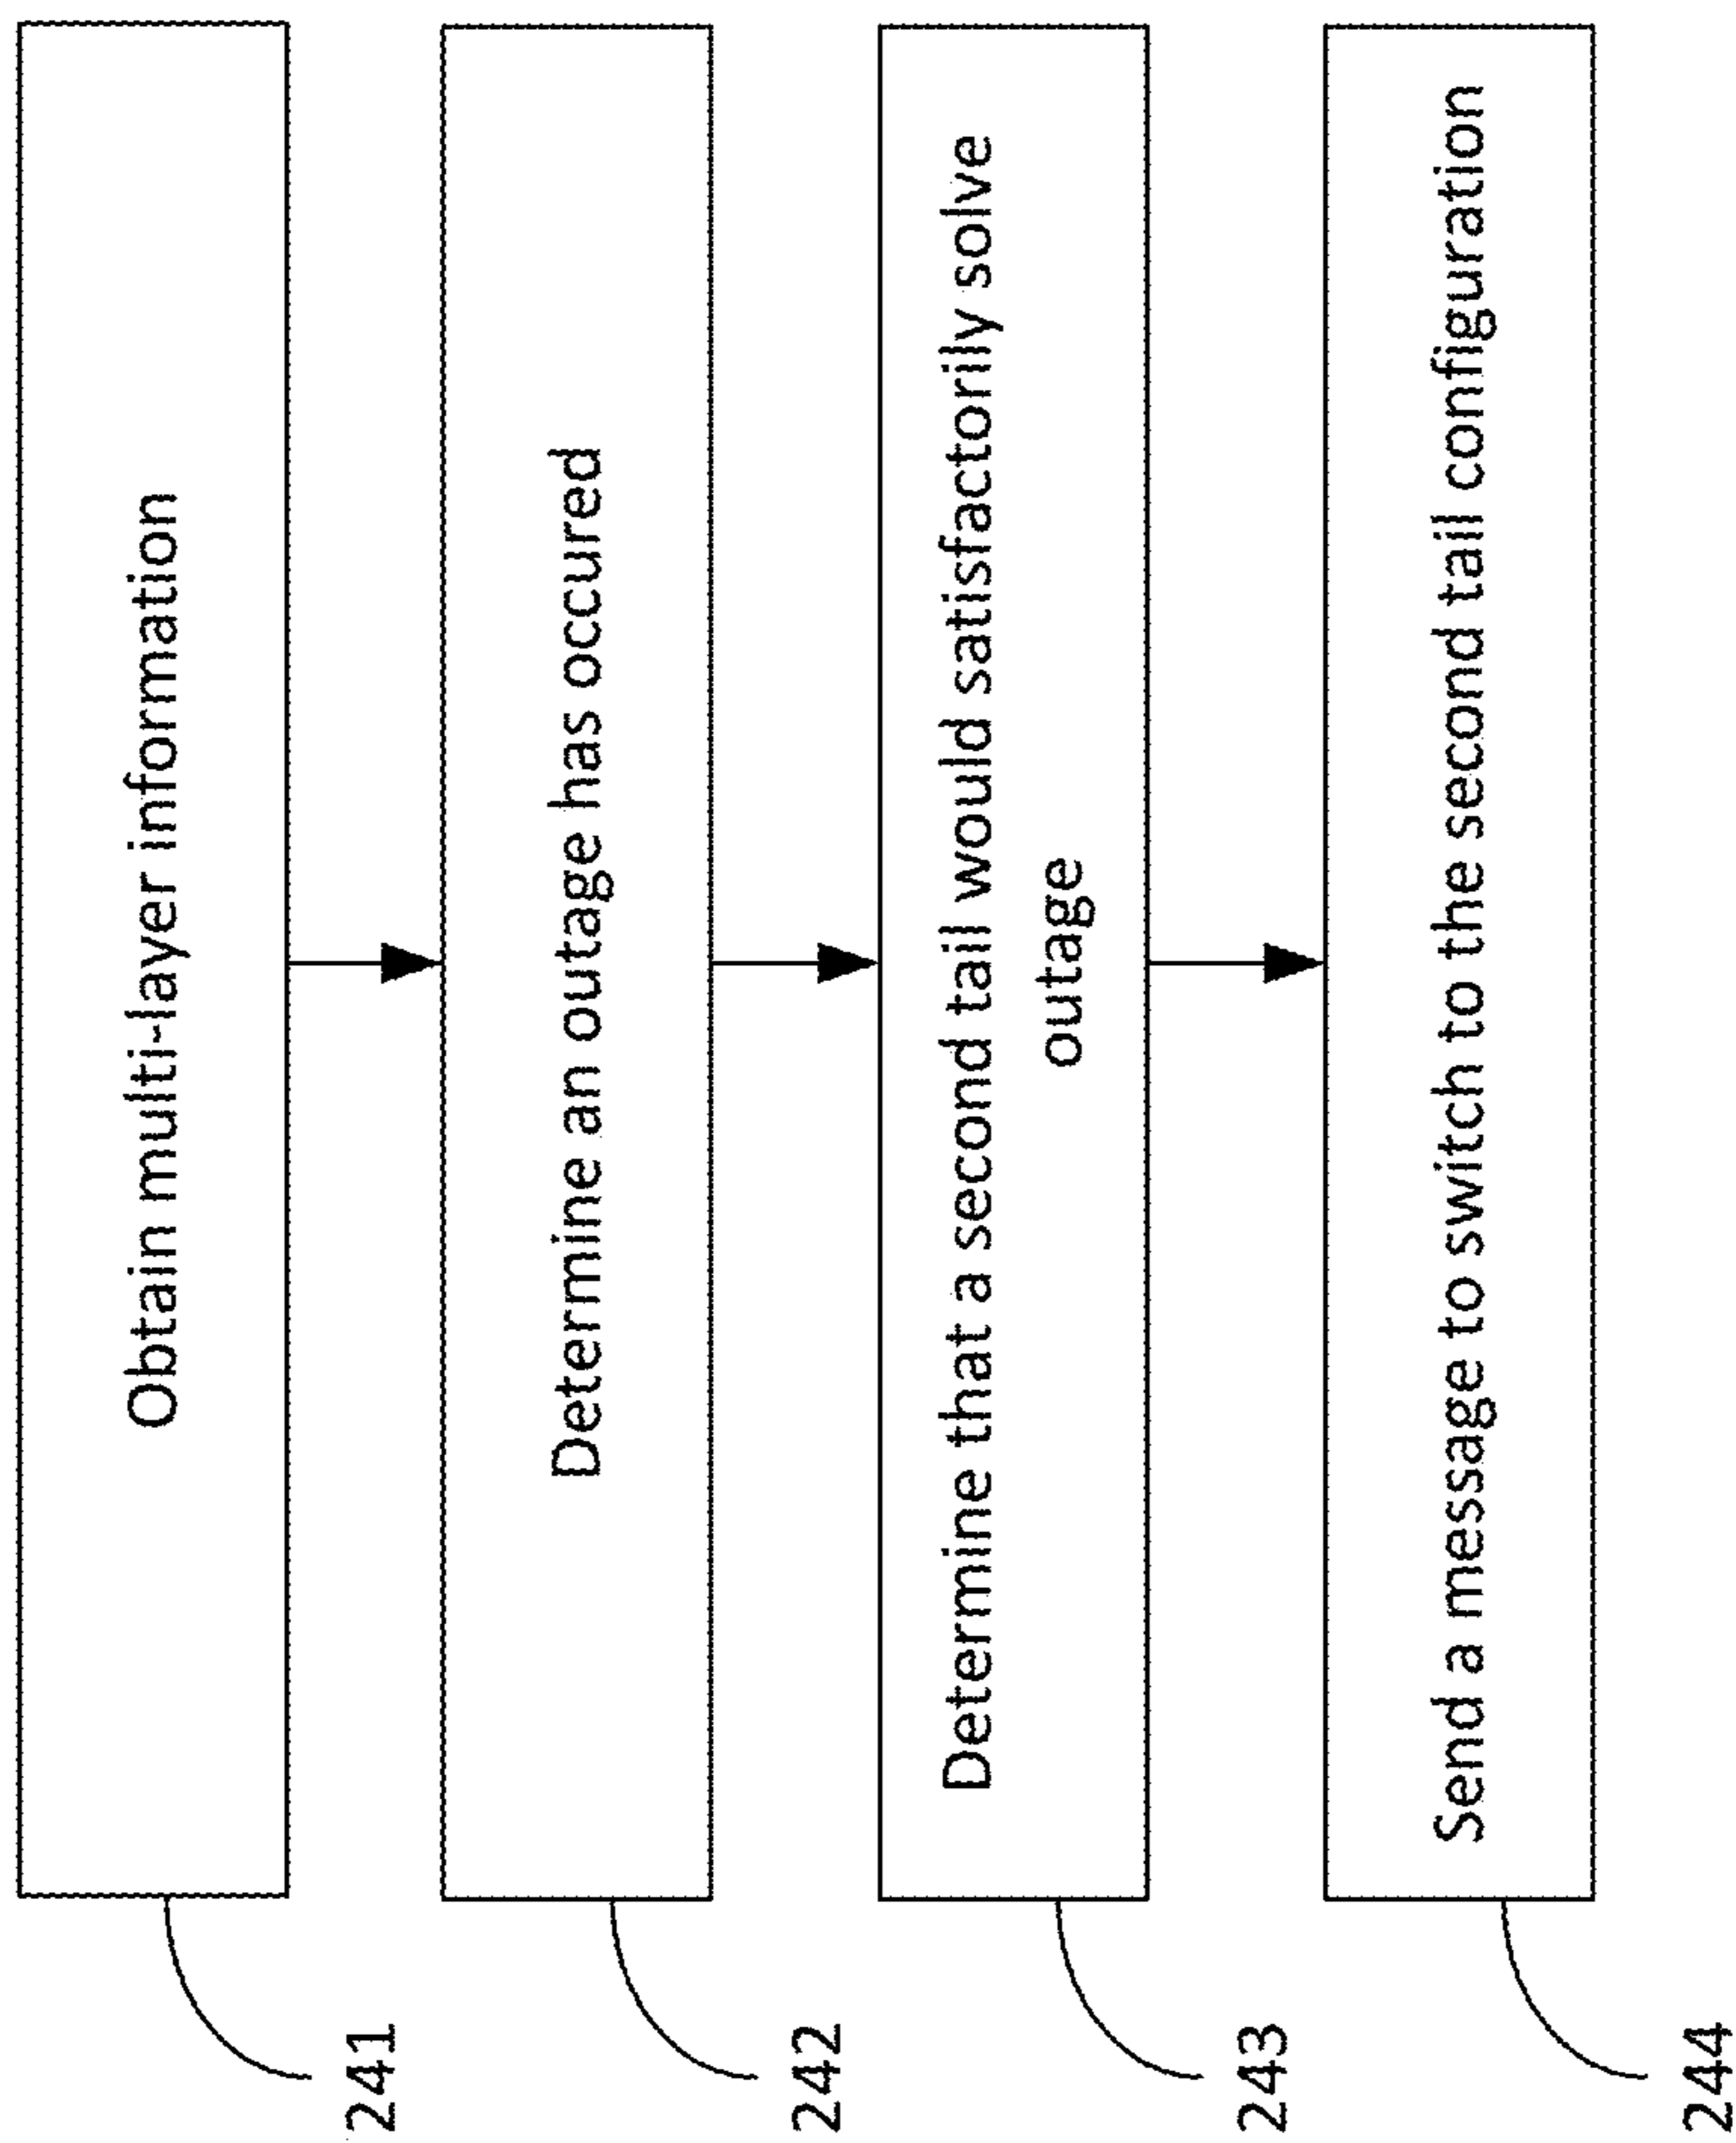 Obtain multi-layer information
241
Determine an outage has occured
242
Determine that a second tail would satisfactorily solve
outage
243
Send a message to switch to the second tail configuration
244